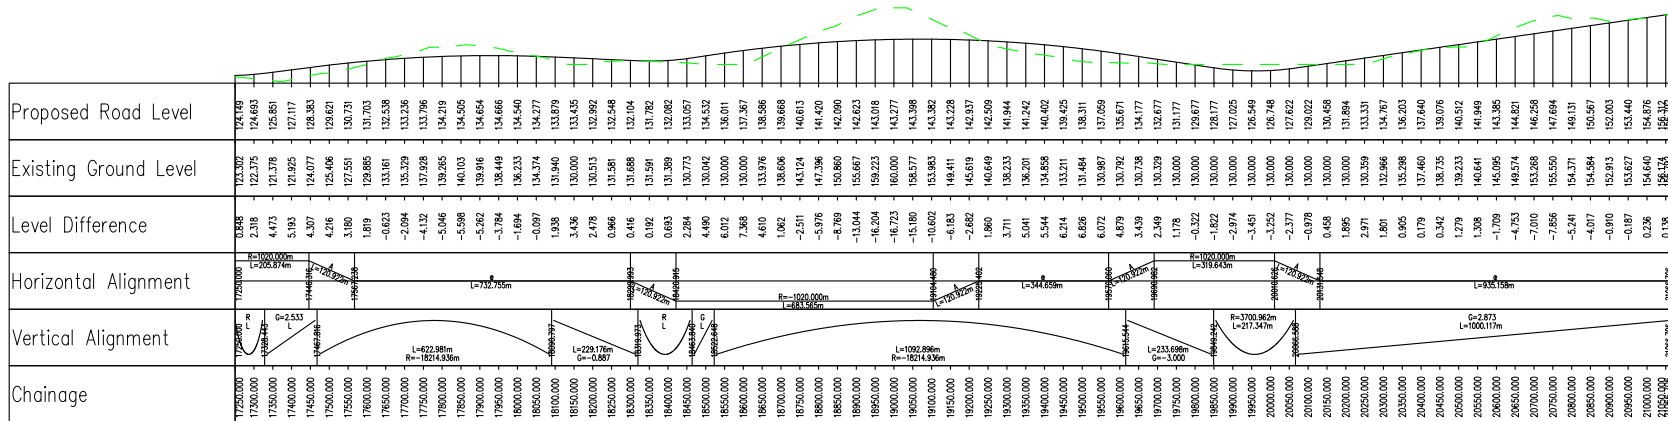 Proposed Road Level 124.149 124.693 125.851 127.117 128.383 129.621 130.731 131.703 132.538 133.236 133.796 134.219 134.505 134.654 134.666 134.540 134.277 133.879 133.435 132.992 132.548 132.104 131.782 132.082 133.057 134.532 136.011 137.367 138.586 139.668 140.613 141.420 142.090 142.623 143.018 143.277 143.398 143.382 143.228 142.937 142.509 141.944 141.242 140.402 139.425 138.311 137.059 135.671 134.177 132.677 131.177 129.677 128.177 127.025 126.549 126.748 127.622 129.022 130.458 131.894 133.331 134.767 136.203 137.640 139.076 140.512 141.949 143.385 144.821 146.258 147.694 149.131 150.567 152.003 153.440 154.876
Existing Ground Level 123.302 122.375 121.378 121.925 124.077 125.406 127.551 129.885 133.161 135.329 137.928 139.265 140.103 139.916 138.449 136.233 134.374 131.940 130.000 130.513 131.581 131.688 131.591 131.389 130.773 130.042 130.000 130.000 133.976 138.606 143.124 147.396 150.860 155.667 159.223 160.000 158.577 153.983 149.411 145.619 140.649 138.233 136.201 134.858 133.211 131.484 130.987 130.792 130.738 130.329 130.000 130.000 130.000 130.000 130.000 130.000 130.000 130.000 130.000 130.000 130.359 132.966 135.298 137.460 138.735 139.233 140.641 145.095 149.574 153.268 155.550 154.371 154.584 152.913 153.627 154.640
Level Difference 0.848 2.318 4.473 5.193 4.307 4.216 3.180 1.819 -0.623 -2.094 -4.132 -5.046 -5.598 -5.262 -3.784 -1.694 -0.097 1.938 3.436 2.478 0.966 0.416 0.192 0.693 2.284 4.490 6.012 7.368 4.610 1.062 -2.511 -5.976 -8.769 -13.044 -16.204 -16.723 -15.180 -10.602 -6.183 -2.682 1.860 3.711 5.041 5.544 6.214 6.826 6.072 4.879 3.439 2.349 1.178 -0.322 -1.822 -2.974 -3.451 -3.252 -2.377 -0.978 0.458 1.895 2.971 1.801 0.905 0.179 0.342 1.279 1.308 -1.709 -4.753 -7.010 -7.856 -5.241 -4.017 -0.910 -0.187 0.236 0.138
R=1020.000m R=1020.000m
L=205.874m L=319.643m
Horizontal Alignment 17250.000 A L=120.922m L=732.755m A L=120.922m R=-1020.000m 19104.480 A L=120.922m L=344.659m A L=120.922m 19690.962 A L=120.922m L=935.158m
L=683.565m
R G=2.533 R G R=3700.962m G=2.873
L L L L L=217.347m L=1000.117m
Vertical Alignment 17467.816 18090.797 18319.973 19615.544 19849.242
L=622.981m L=229.176m L=1092.896m L=233.698m
R=-18214.936m G=-0.887 R=-18214.936m G=-3.000
Chainage 17250.000 17300.000 17350.000 17400.000 17450.000 17500.000 17550.000 17600.000 17650.000 17700.000 17750.000 17800.000 17850.000 17900.000 17950.000 18000.000 18050.000 18100.000 18150.000 18200.000 18250.000 18300.000 18350.000 18400.000 18450.000 18500.000 18550.000 18600.000 18650.000 18700.000 18750.000 18800.000 18850.000 18900.000 18950.000 19000.000 19050.000 19100.000 19150.000 19200.000 19250.000 19300.000 19350.000 19400.000 19450.000 19500.000 19550.000 19600.000 19650.000 19700.000 19750.000 19800.000 19850.000 19900.000 19950.000 20000.000 20050.000 20100.000 20150.000 20200.000 20250.000 20300.000 20350.000 20400.000 20450.000 20500.000 20550.000 20600.000 20650.000 20700.000 20750.000 20800.000 20850.000 20900.000 20950.000 21000.000